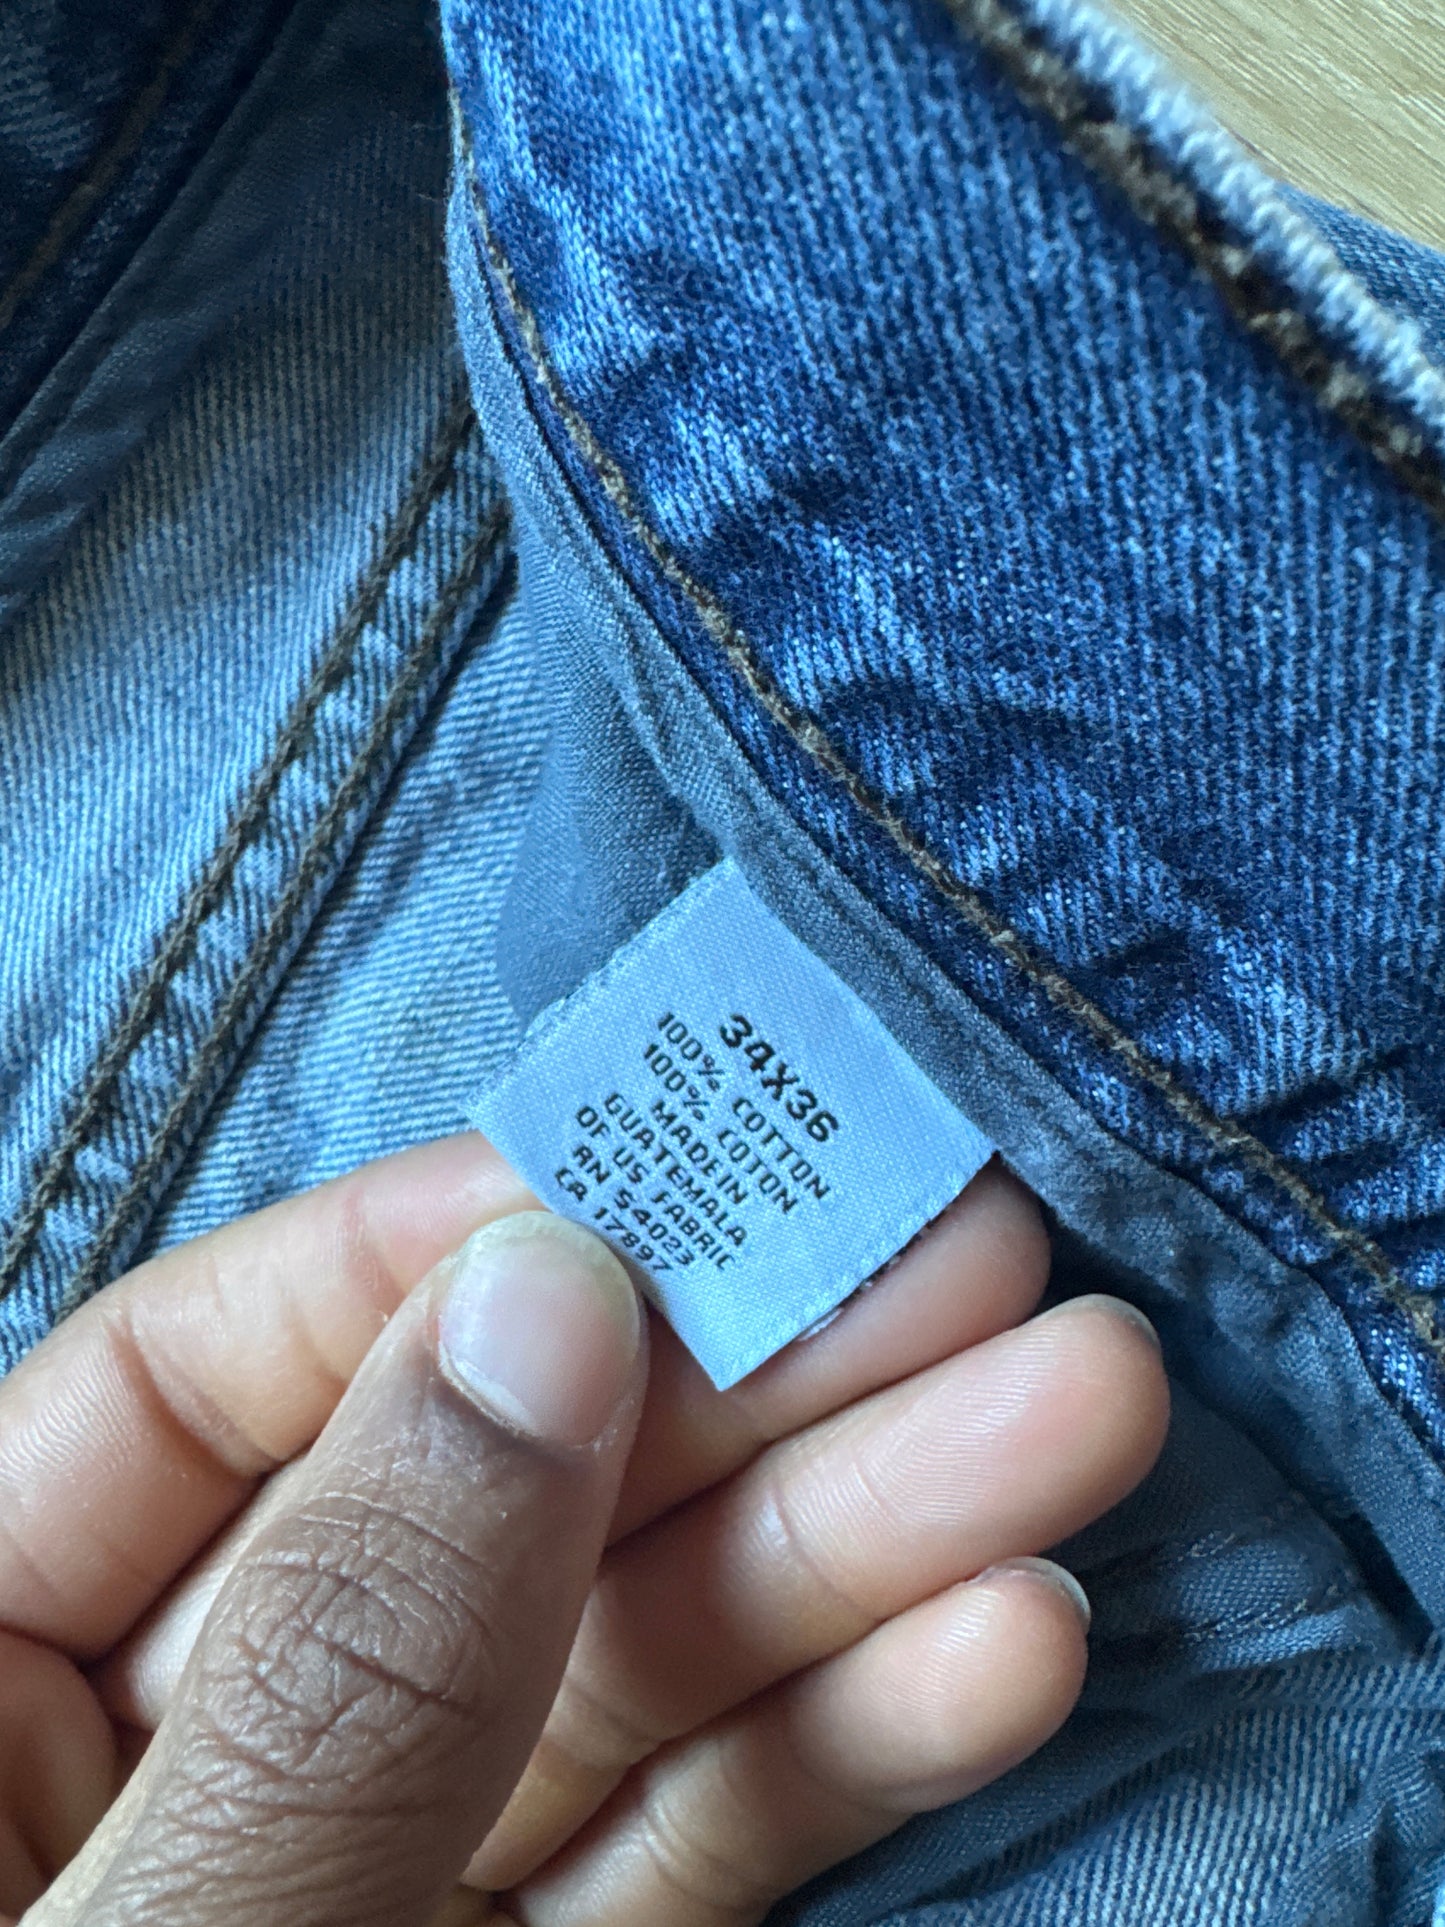 34X36
100% COTTON
100% COTON
MADE IN
GUATEMALA
OF US FABRIC
RN 54023
CA 17897